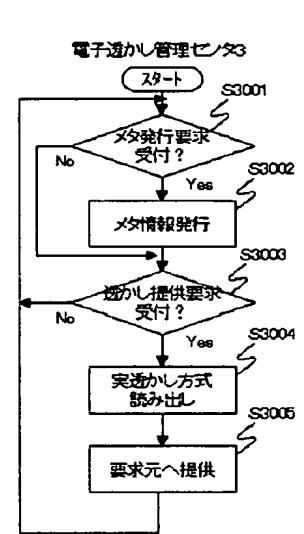 電子透かし管理センタ3
スタート
S3001
メタ発行要求
受付？
No
Yes
S3002
メタ情報発行
S3003
透かし提供要求
受付？
No
Yes
S3004
実透かし方式
読み出し
S3005
要求元へ提供